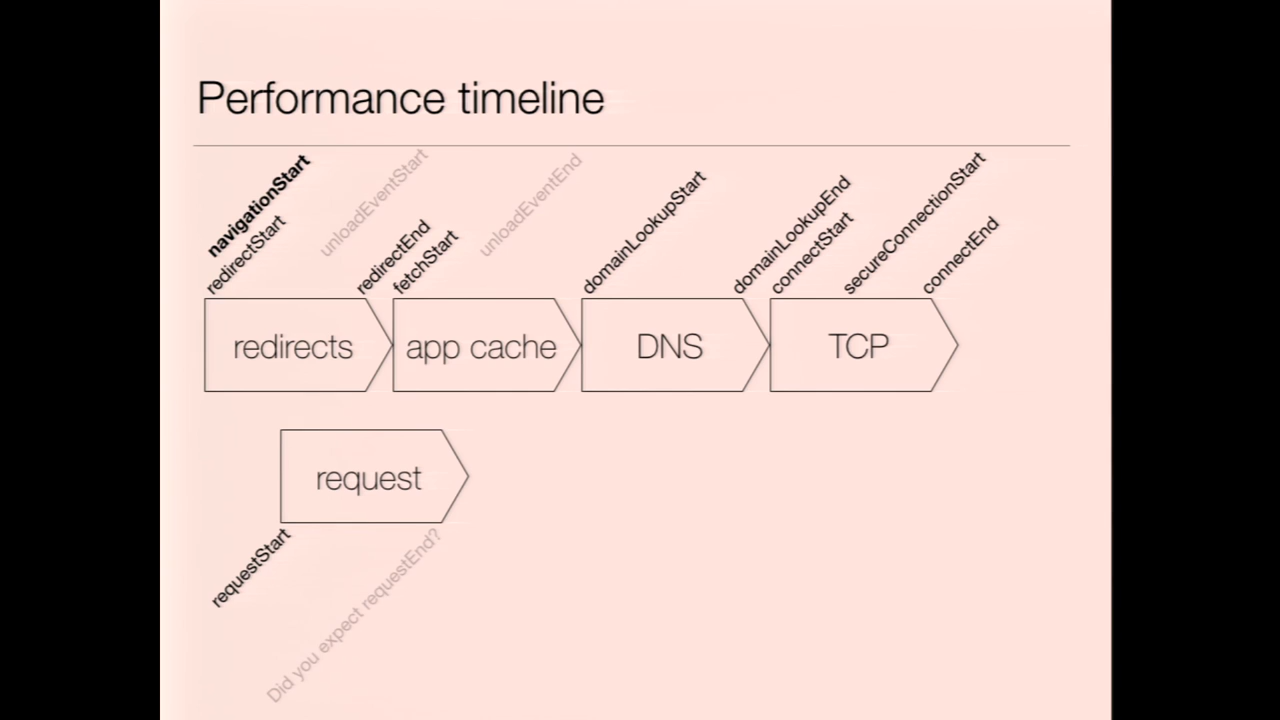 Performance timeline
navigationStart
redirectStart
unloadEventStart
redirectEnd
fetchStart
unloadEventEnd
domainLookupStart
domainLookupEnd
connectStart
secureConnectionStart
connectEnd
redirects
app cache
DNS
TCP
request
requestStart
Did you expect requestEnd?